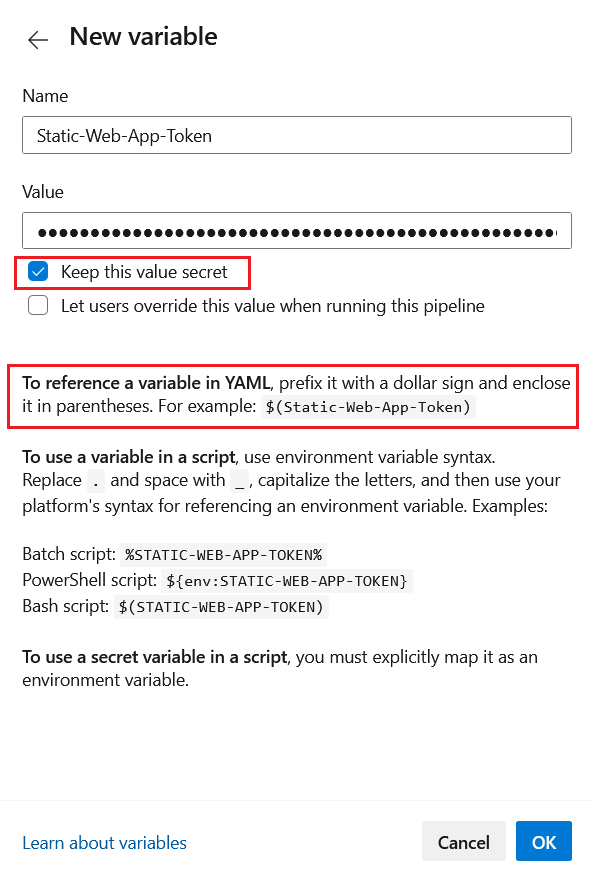 New variable
Name
Static-Web-App-Token
Value
Keep this value secret
Let users override this value when running this pipeline
To reference a variable in YAML, prefix it with a dollar sign and enclose
it in parentheses. For example: $(Static-Web-App-Token)
To use a variable in a script, use environment variable syntax.
Replace . and space with _, capitalize the letters, and then use your
platform's syntax for referencing an environment variable. Examples:
Batch script: %STATIC-WEB-APP-TOKEN%
PowerShell script: ${env:STATIC-WEB-APP-TOKEN}
Bash script: $(STATIC-WEB-APP-TOKEN)
To use a secret variable in a script, you must explicitly map it as an
environment variable.
Learn about variables
Cancel
OK